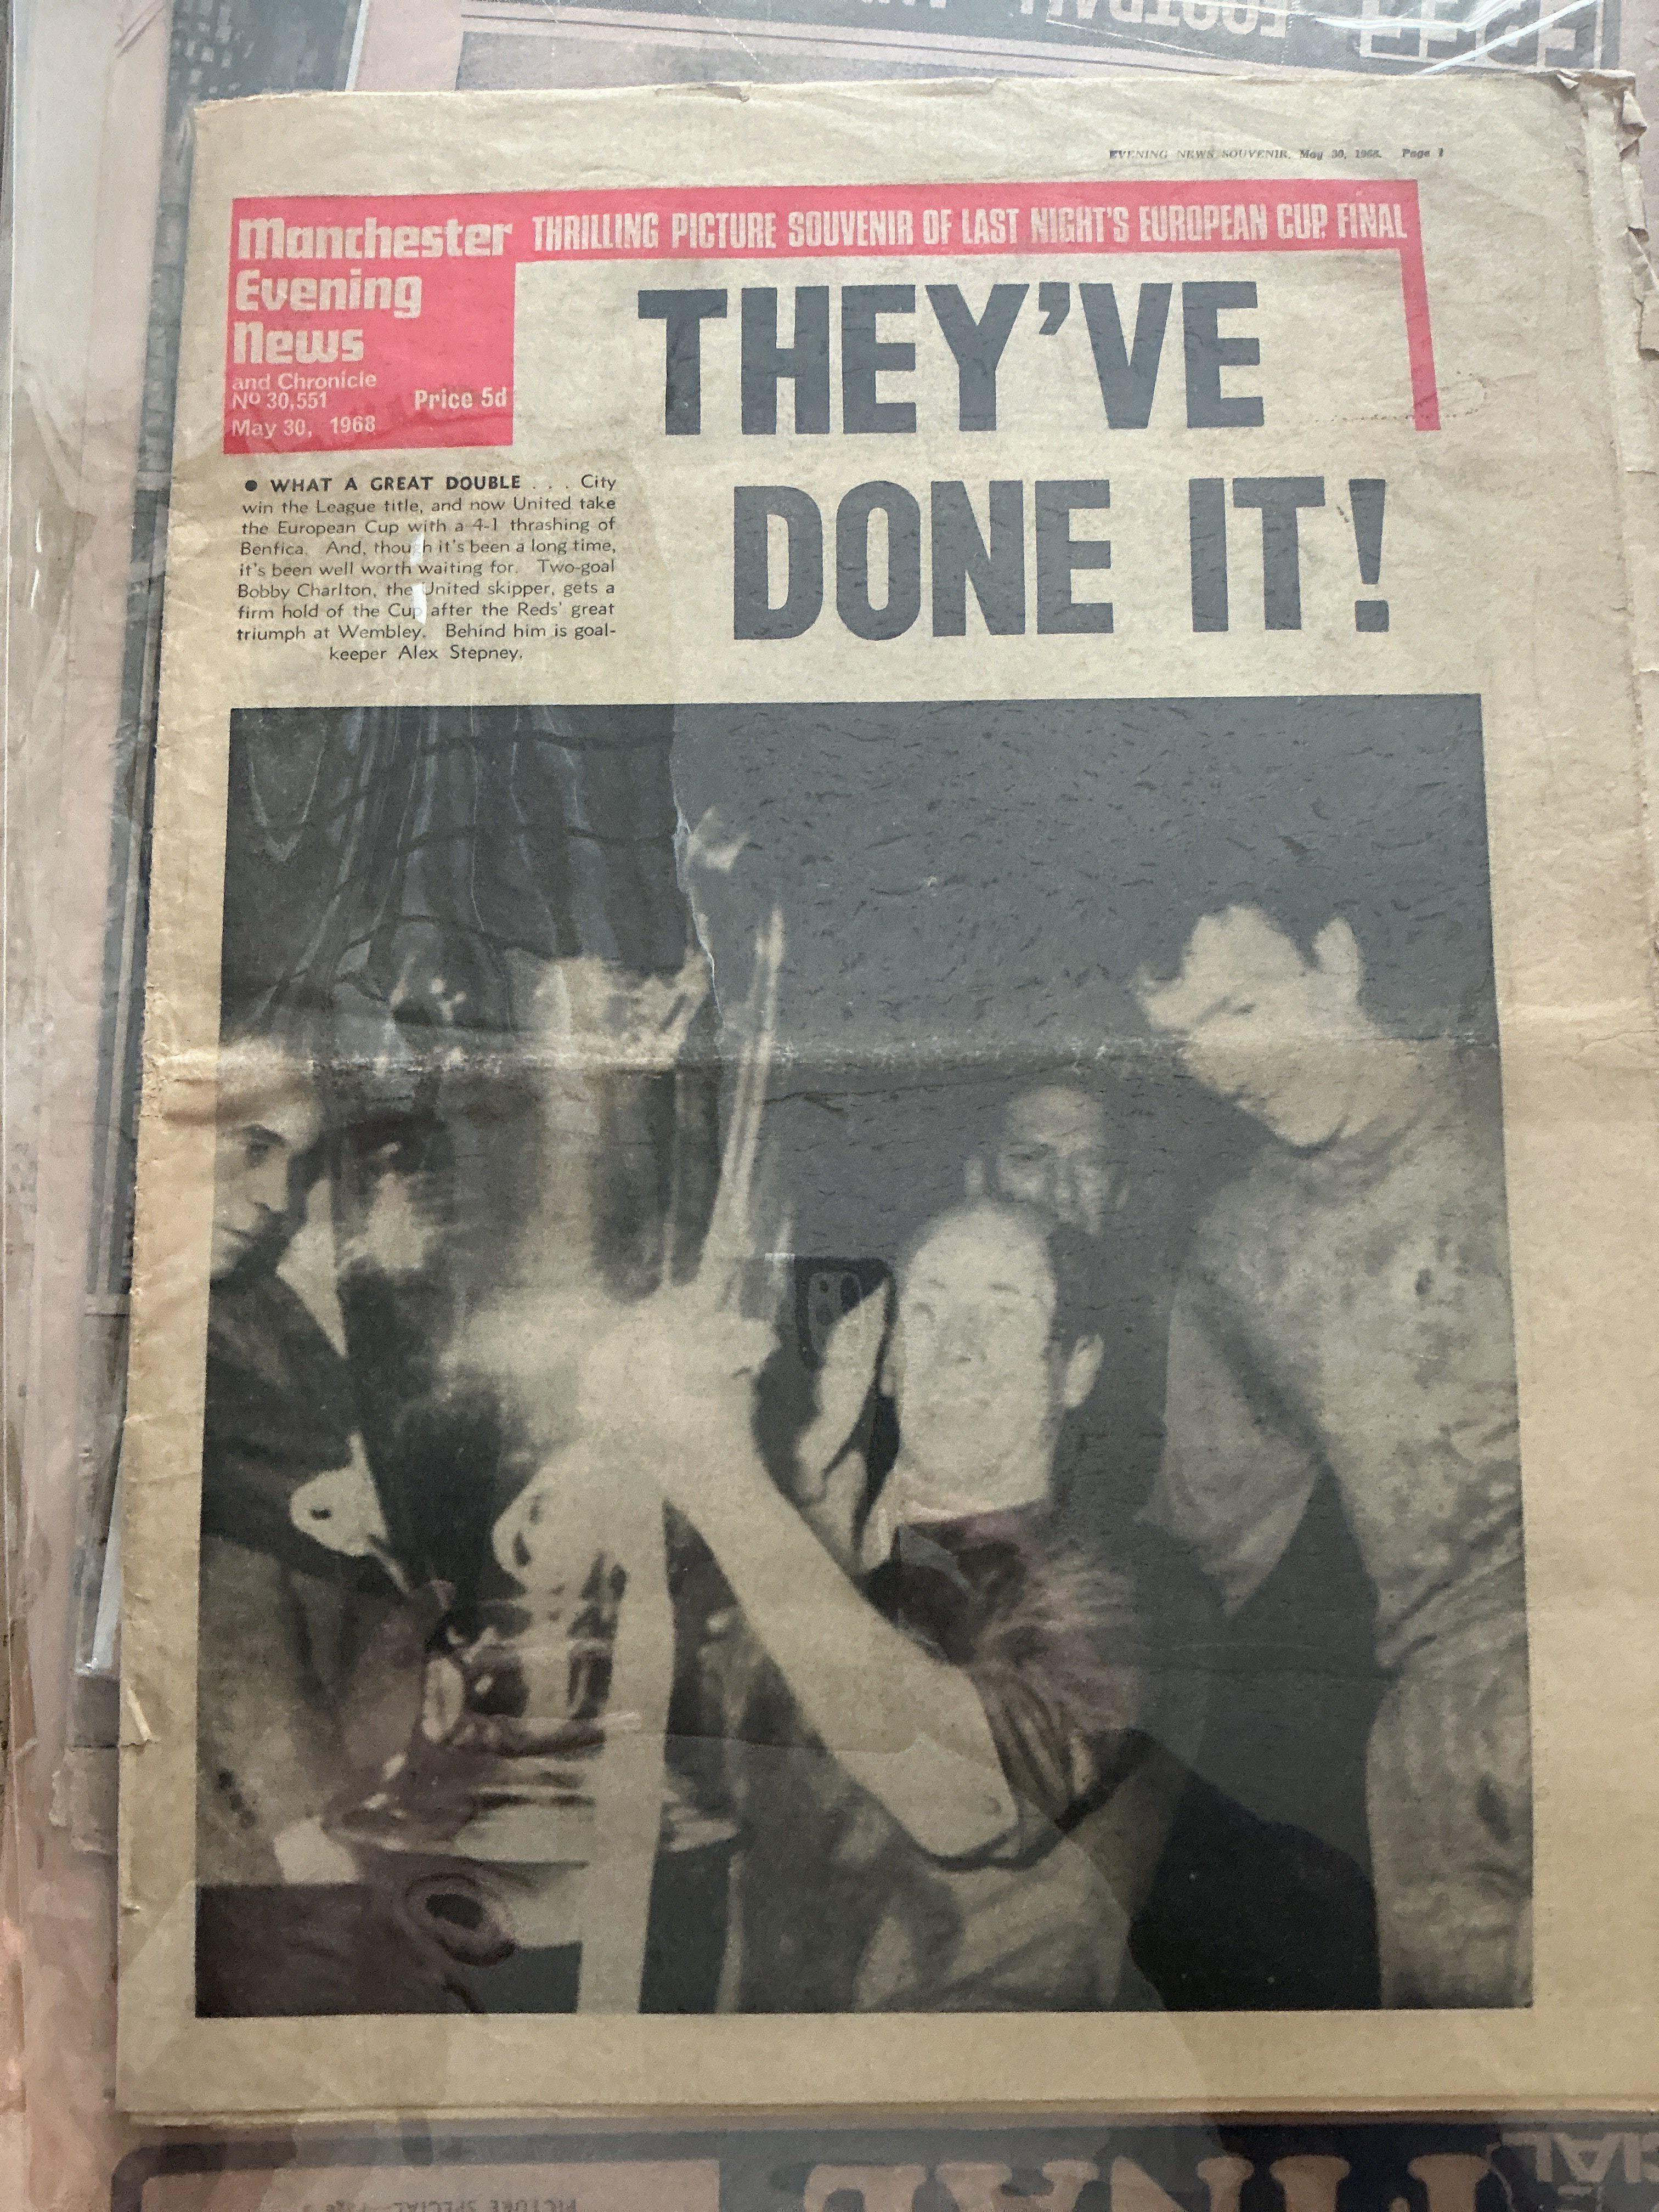 FOOTBALL
EVENING NEWS SOUVENIR, May 30, 1968. Page 1
Manchester
Evening
News
and Chronicle
Nº 30,551
Price 5d
May 30, 1968
THRILLING PICTURE SOUVENIR OF LAST NIGHT'S EUROPEAN CUP FINAL
THEY'VE
DONE IT!
● WHAT A GREAT DOUBLE . . . City
win the League title, and now United take
the European Cup with a 4-1 thrashing of
Benfica. And, though it's been a long time,
it's been well worth waiting for. Two-goal
Bobby Charlton, the United skipper, gets a
firm hold of the Cup after the Reds' great
triumph at Wembley. Behind him is goal-
keeper Alex Stepney.
PICTURE SPECIAL